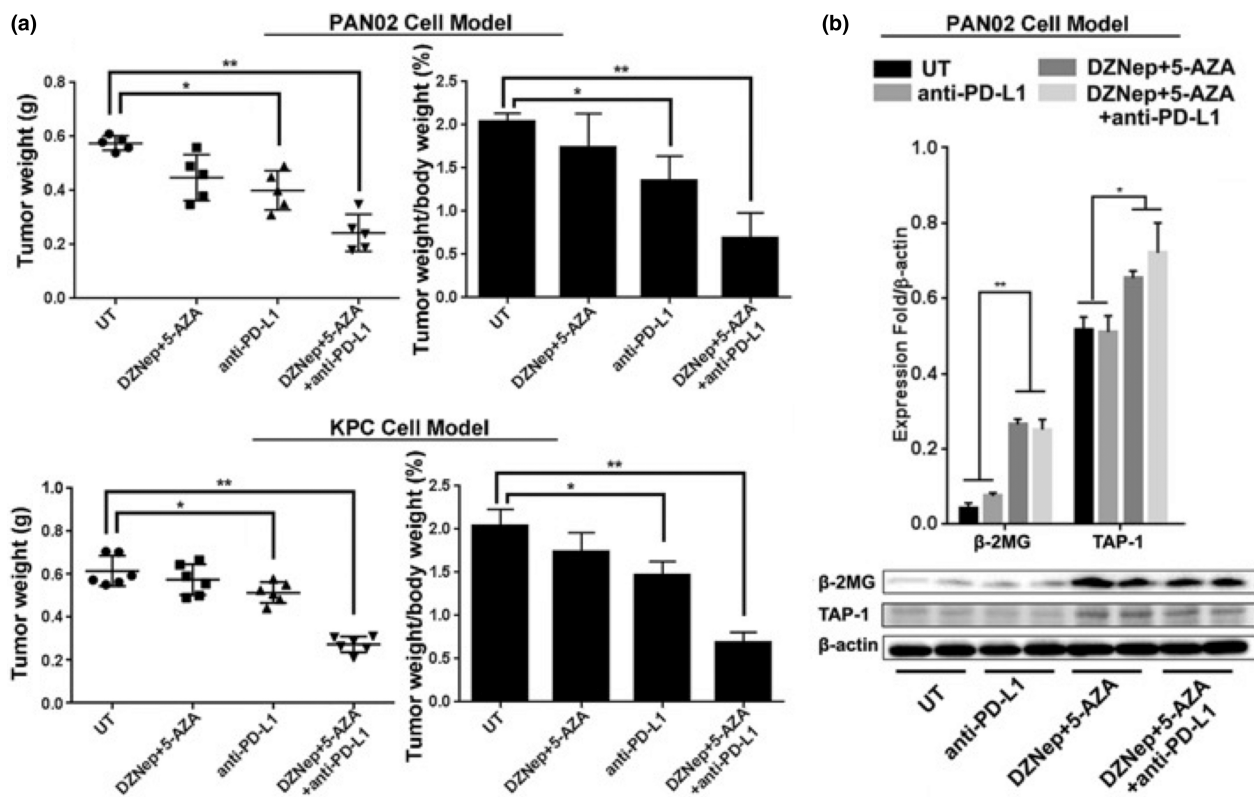 (a)
PAN02 Cell Model
Tumor weight (g)
0.8
0.6
0.4
0.2
0.0
**
*
UT
DZNep+5-AZA
anti-PD-L1
DZNep+5-AZA
+anti-PD-L1
Tumor weight/body weight (%)
2.5
2.0
1.5
1.0
0.5
0.0
**
*
UT
DZNep+5-AZA
anti-PD-L1
DZNep+5-AZA
+anti-PD-L1
KPC Cell Model
Tumor weight (g)
1.0
0.8
0.6
0.4
0.2
0.0
**
*
UT
DZNep+5-AZA
anti-PD-L1
DZNep+5-AZA
+anti-PD-L1
Tumor weight/body weight (%)
2.5
2.0
1.5
1.0
0.5
0.0
**
*
UT
DZNep+5-AZA
anti-PD-L1
DZNep+5-AZA
+anti-PD-L1
(b)
PAN02 Cell Model
UT
anti-PD-L1
DZNep+5-AZA
DZNep+5-AZA
+anti-PD-L1
Expression Fold/β-actin
1.0
0.8
0.6
0.4
0.2
0.0
**
*
β-2MG
TAP-1
β-2MG
TAP-1
β-actin
UT
anti-PD-L1
DZNep+5-AZA
DZNep+5-AZA
+anti-PD-L1